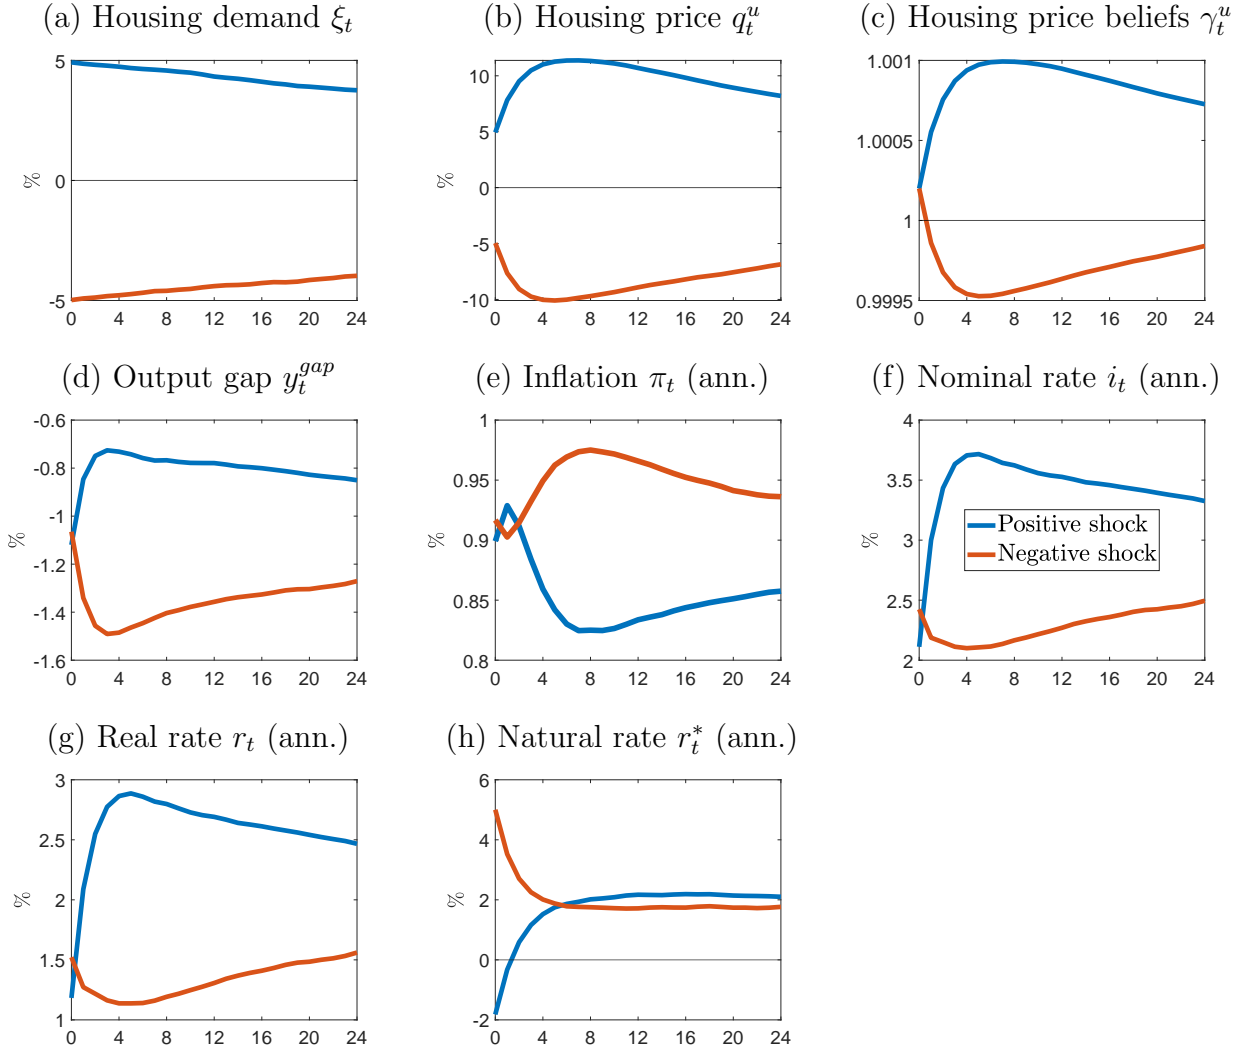 (a) Housing demand ξ_t
(b) Housing price q_t^u
(c) Housing price beliefs γ_t^u
5
0
-5
%
0 4 8 12 16 20 24
10
5
0
-5
-10
%
0 4 8 12 16 20 24
1.001
1.0005
1
0.9995
0 4 8 12 16 20 24
(d) Output gap y_t^{gap}
(e) Inflation π_t (ann.)
(f) Nominal rate i_t (ann.)
-0.6
-0.8
-1
-1.2
-1.4
-1.6
%
0 4 8 12 16 20 24
1
0.95
0.9
0.85
0.8
%
0 4 8 12 16 20 24
4
3.5
3
2.5
2
%
Positive shock
Negative shock
0 4 8 12 16 20 24
(g) Real rate r_t (ann.)
(h) Natural rate r_t^* (ann.)
3
2.5
2
1.5
1
%
0 4 8 12 16 20 24
6
4
2
0
-2
%
0 4 8 12 16 20 24